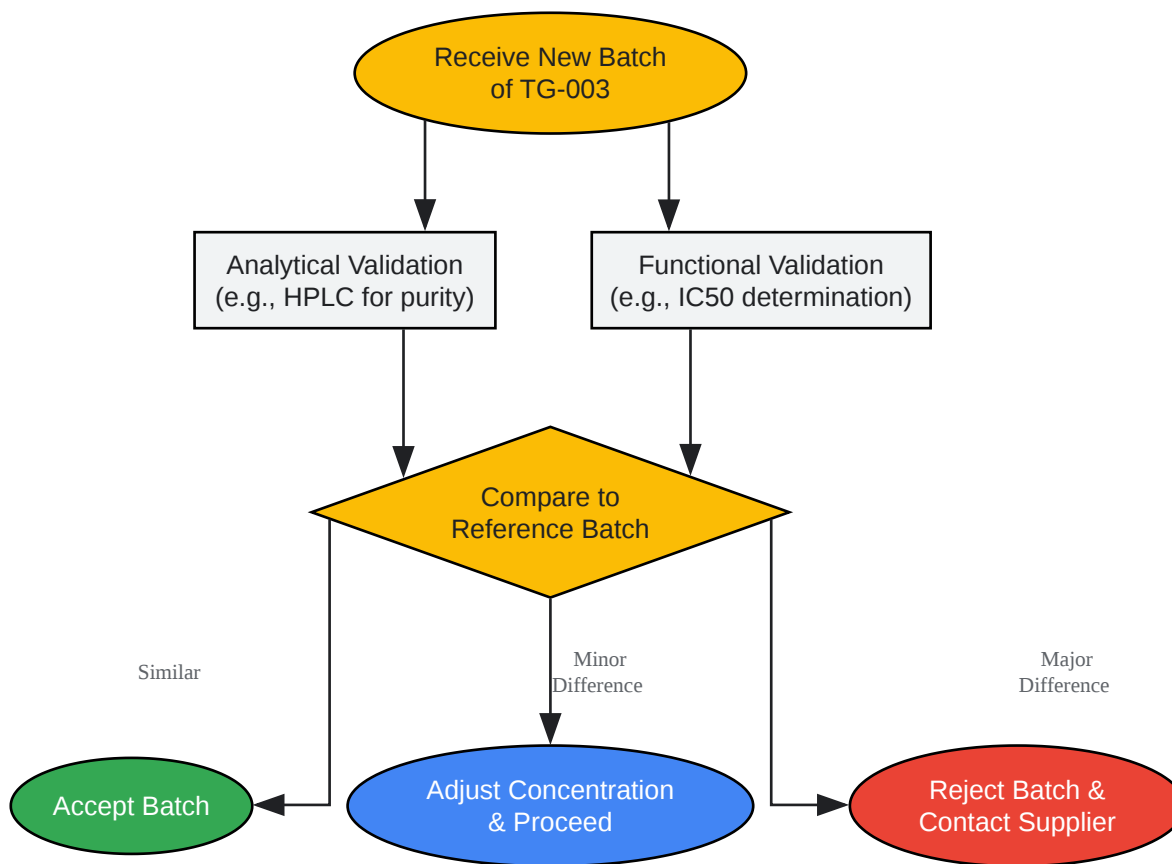 Receive New Batch
of TG-003
Analytical Validation
(e.g., HPLC for purity)
Functional Validation
(e.g., IC50 determination)
Compare to
Reference Batch
Similar
Minor
Difference
Major
Difference
Accept Batch
Adjust Concentration
& Proceed
Reject Batch &
Contact Supplier